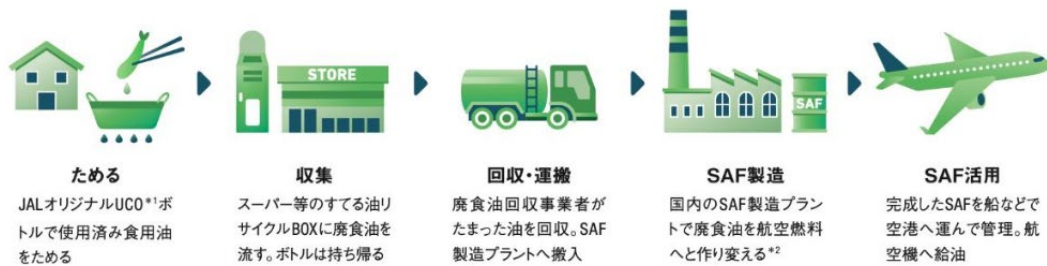 STORE
SAF
ためる
JALオリジナルUCO*1ボ
トルで使用済み食用油
をためる
収集
スーパー等のすてる油リ
サイクルBOXに廃食油を
流す。ボトルは持ち帰る
回収・運搬
廃食油回収事業者が
たまった油を回収。SAF
製造プラントへ搬入
SAF製造
国内のSAF製造プラン
トで廃食油を航空燃料
へと作り変える*2
SAF活用
完成したSAFを船などで
空港へ運んで管理。航
空機へ給油